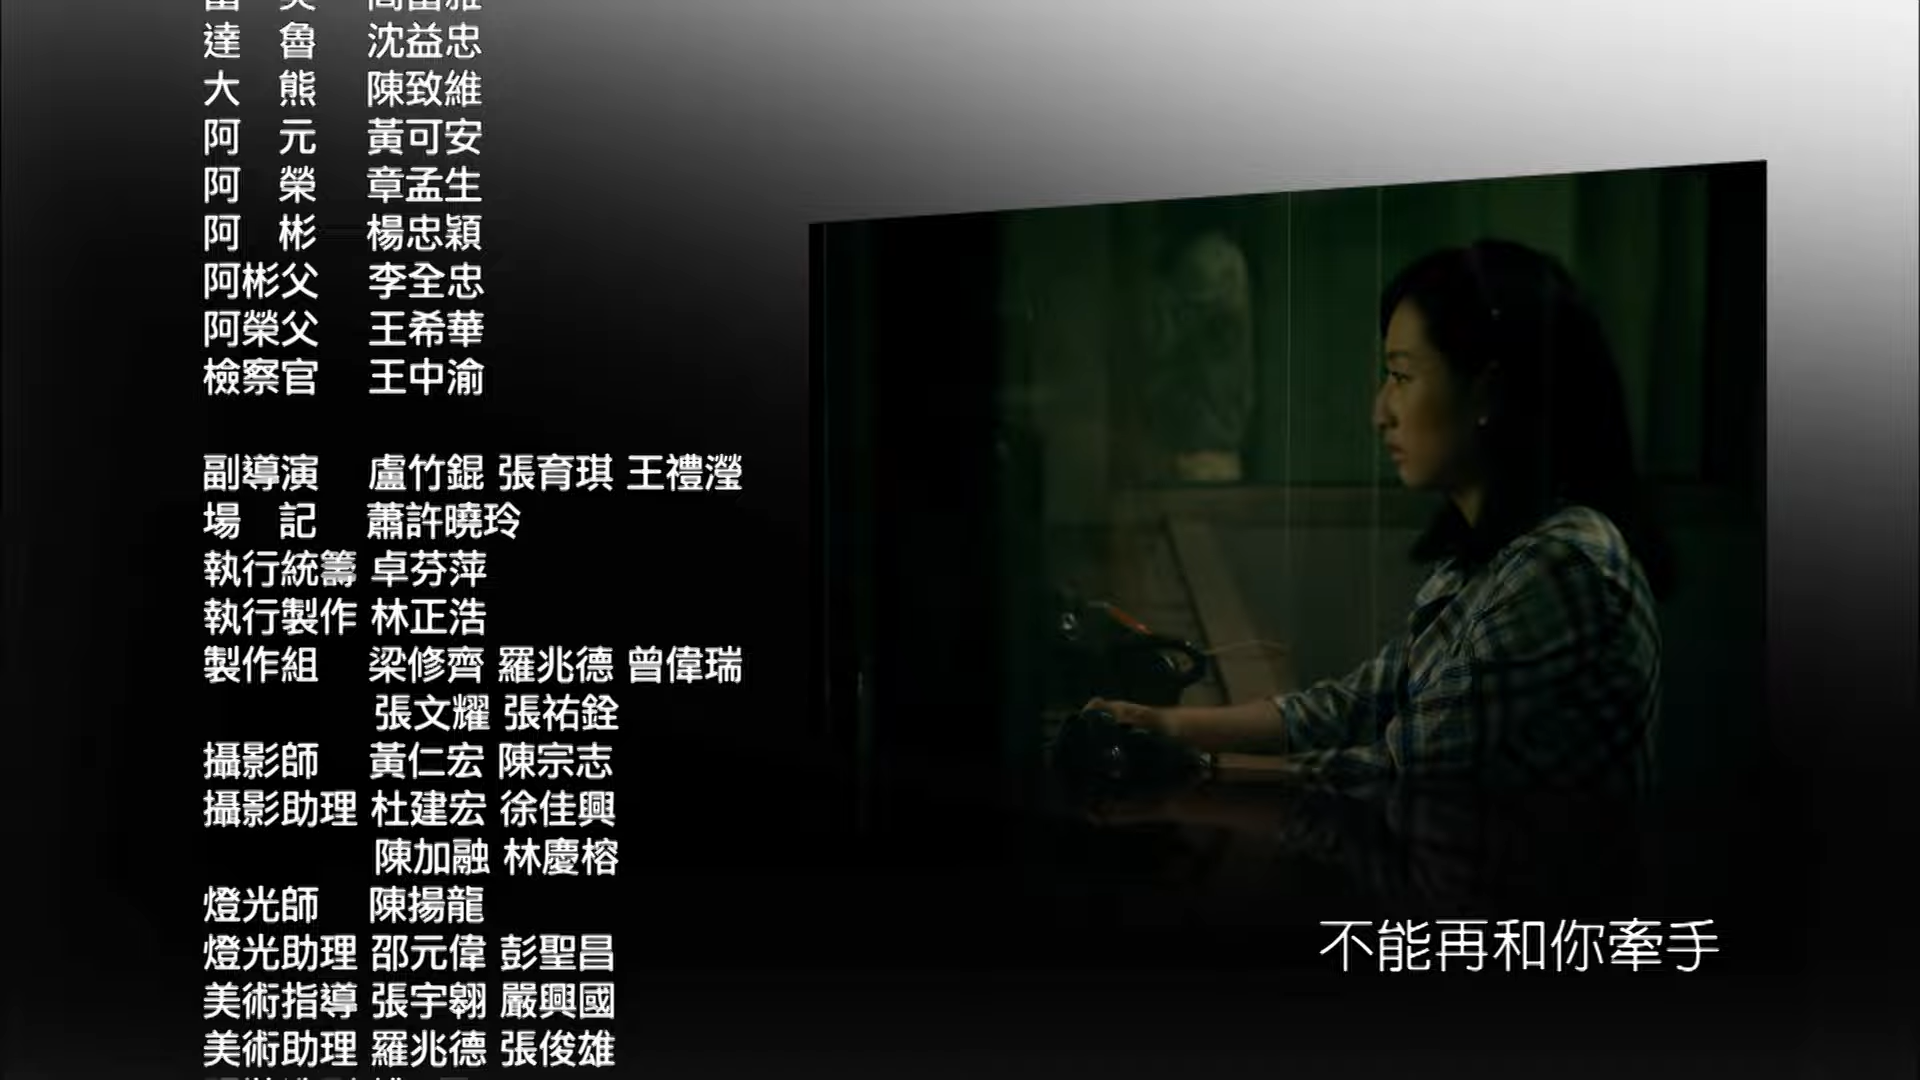 達 魯 沈益忠
大 熊 陳致維
阿 元 黃可安
阿 榮 章孟生
阿 彬 楊忠穎
阿彬父 李全忠
阿榮父 王希華
檢察官 王中渝
副導演 盧竹錕 張育琪 王禮瀅
場 記 蕭許曉玲
執行統籌 卓芬萍
執行製作 林正浩
製作組 梁修齊 羅兆德 曾偉瑞
張文耀 張祐銓
攝影師 黃仁宏 陳宗志
攝影助理 杜建宏 徐佳興
陳加融 林慶榕
燈光師 陳揚龍
燈光助理 邵元偉 彭聖昌
美術指導 張宇翱 嚴興國
美術助理 羅兆德 張俊雄
不能再和你牽手